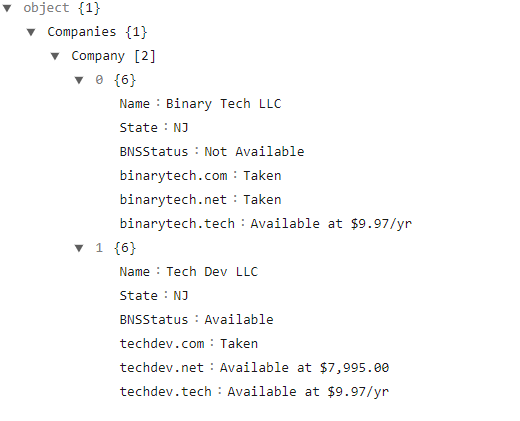 object {1}
Companies {1}
Company [2]
0 {6}
Name : Binary Tech LLC
State : NJ
BNSStatus : Not Available
binarytech.com : Taken
binarytech.net : Taken
binarytech.tech : Available at $9.97/yr
1 {6}
Name : Tech Dev LLC
State : NJ
BNSStatus : Available
techdev.com : Taken
techdev.net : Available at $7,995.00
techdev.tech : Available at $9.97/yr